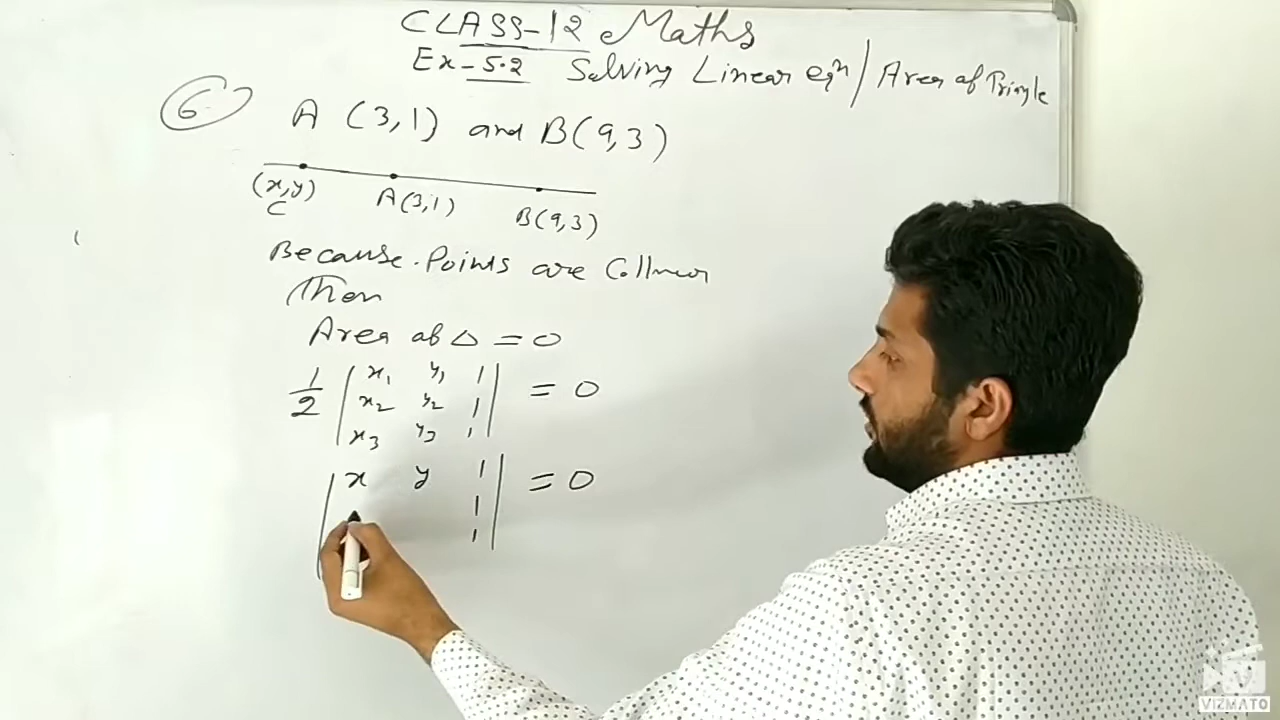 CLASS-12 Maths
Ex-5.2 Solving Linear eqn / Area of Triangle
6. A (3,1) and B(9,3)
(x,y) A(3,1) B(9,3)
C
Because Points are Collinear
Then
Area of Δ = 0
1/2 | x1 y1 1 | = 0
x2 y2 1
x3 y3 1
| x y 1 | = 0
1
1
VIZMATO